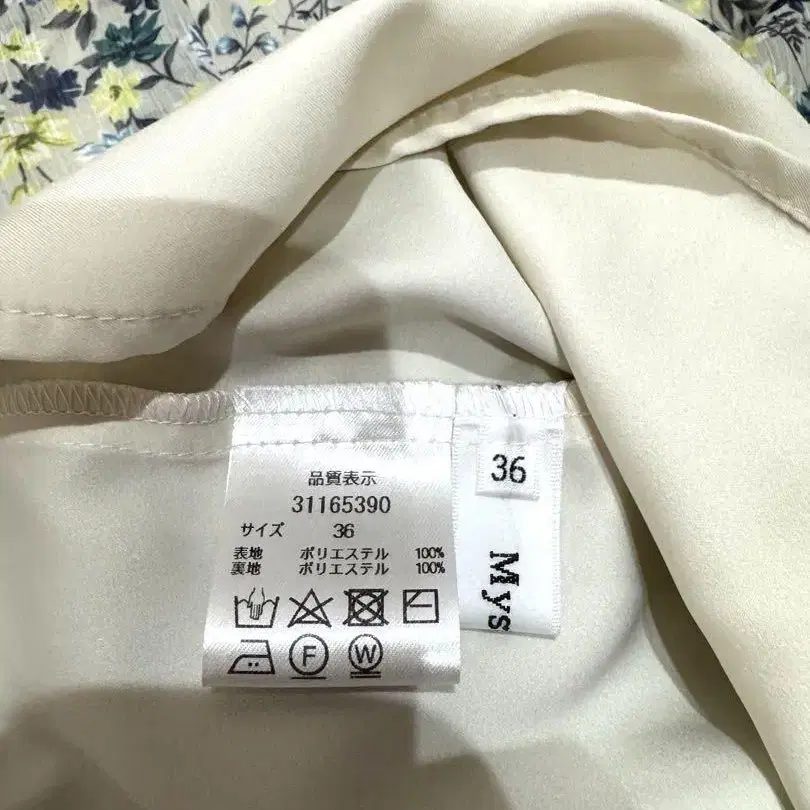 品質表示
31165390
サイズ 36
表地 ポリエステル 100%
裏地 ポリエステル 100%
F
W
36
Mys